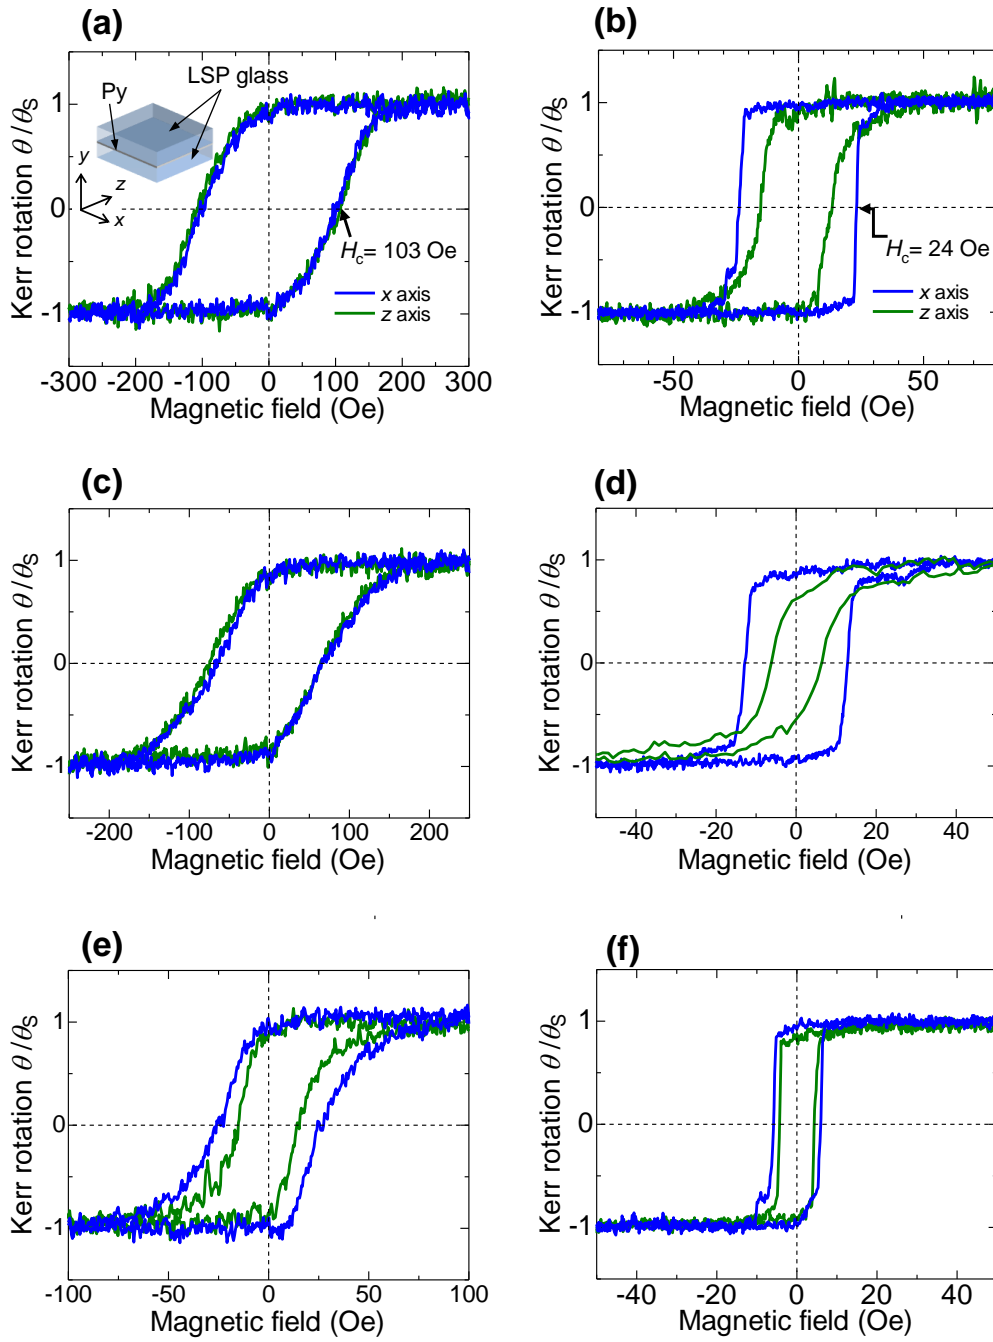 (a)
Kerr rotation θ/θS
1
0
-1
LSP glass
Py
y
z
x
Hc= 103 Oe
x axis
z axis
-300 -200 -100 0 100 200 300
Magnetic field (Oe)
(b)
Kerr rotation θ/θS
1
0
-1
Hc= 24 Oe
x axis
z axis
-50 0 50
Magnetic field (Oe)
(c)
Kerr rotation θ/θS
1
0
-1
-200 -100 0 100 200
Magnetic field (Oe)
(d)
Kerr rotation θ/θS
1
0
-1
-40 -20 0 20 40
Magnetic field (Oe)
(e)
Kerr rotation θ/θS
1
0
-1
-100 -50 0 50 100
Magnetic field (Oe)
(f)
Kerr rotation θ/θS
1
0
-1
-40 -20 0 20 40
Magnetic field (Oe)